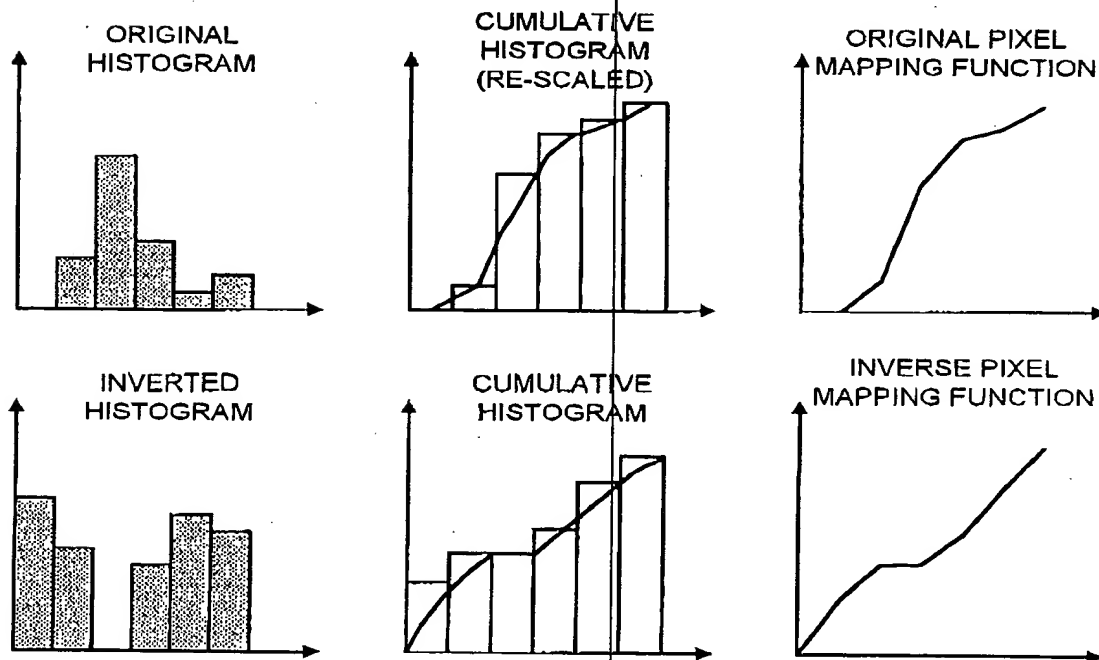 ORIGINAL
HISTOGRAM
CUMULATIVE
HISTOGRAM
(RE-SCALED)
ORIGINAL PIXEL
MAPPING FUNCTION
INVERTED
HISTOGRAM
CUMULATIVE
HISTOGRAM
INVERSE PIXEL
MAPPING FUNCTION